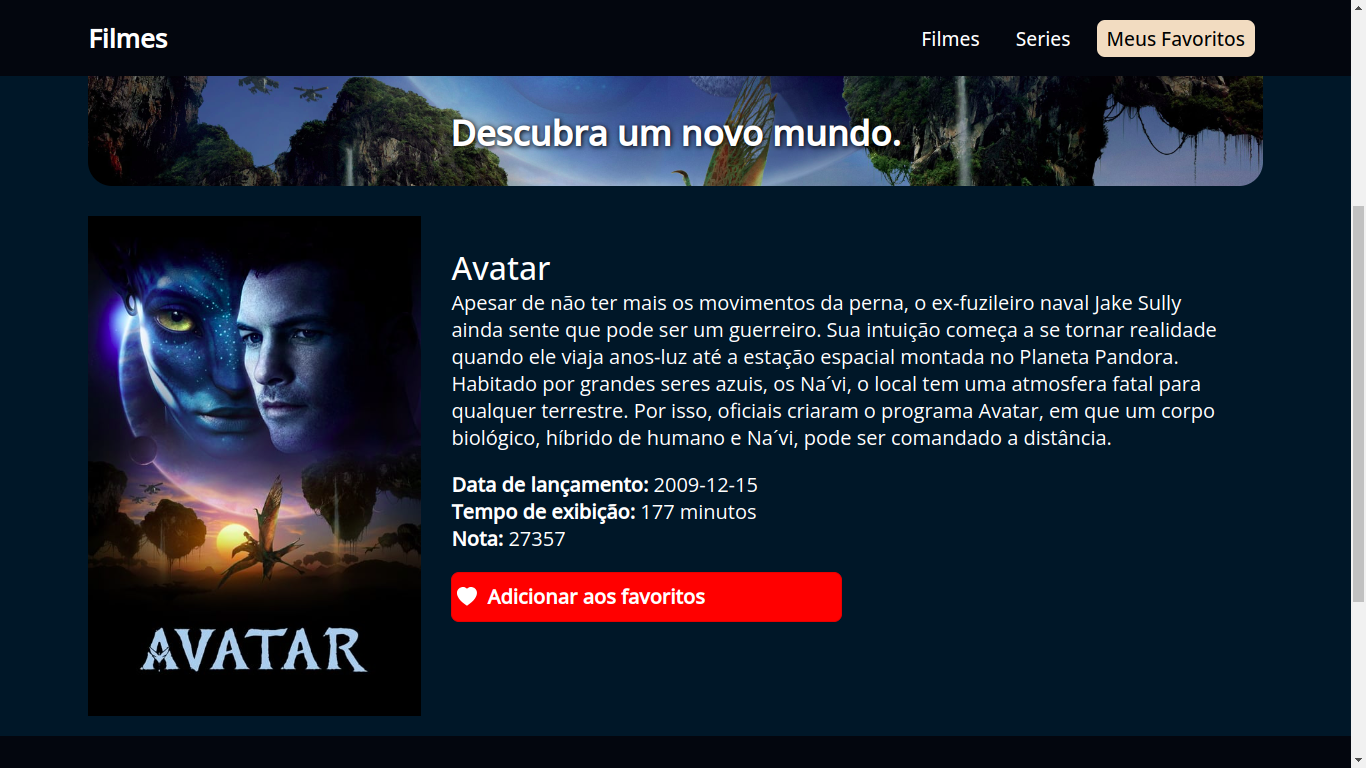 Filmes
Filmes
Series
Meus Favoritos
Descubra um novo mundo.
Avatar
Apesar de não ter mais os movimentos da perna, o ex-fuzileiro naval Jake Sully
ainda sente que pode ser um guerreiro. Sua intuição começa a se tornar realidade
quando ele viaja anos-luz até a estação espacial montada no Planeta Pandora.
Habitado por grandes seres azuis, os Na´vi, o local tem uma atmosfera fatal para
qualquer terrestre. Por isso, oficiais criaram o programa Avatar, em que um corpo
biológico, híbrido de humano e Na´vi, pode ser comandado a distância.
Data de lançamento: 2009-12-15
Tempo de exibição: 177 minutos
Nota: 27357
Adicionar aos favoritos
AVATAR